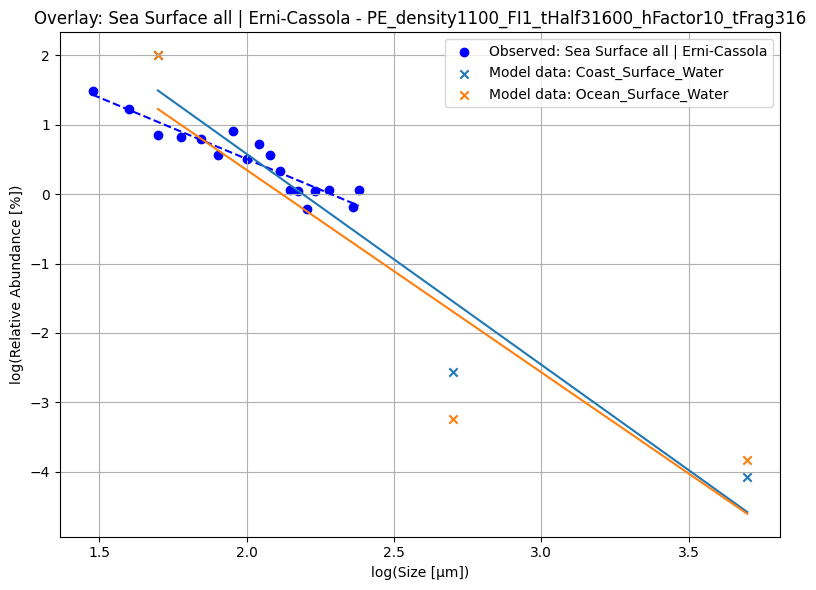 Overlay: Sea Surface all | Erni-Cassola - PE_density1100_FI1_tHalf31600_hFactor10_tFrag316
Observed: Sea Surface all | Erni-Cassola
Model data: Coast_Surface_Water
Model data: Ocean_Surface_Water
log(Relative Abundance [%])
2
1
0
−1
−2
−3
−4
1.5
2.0
2.5
3.0
3.5
log(Size [μm])